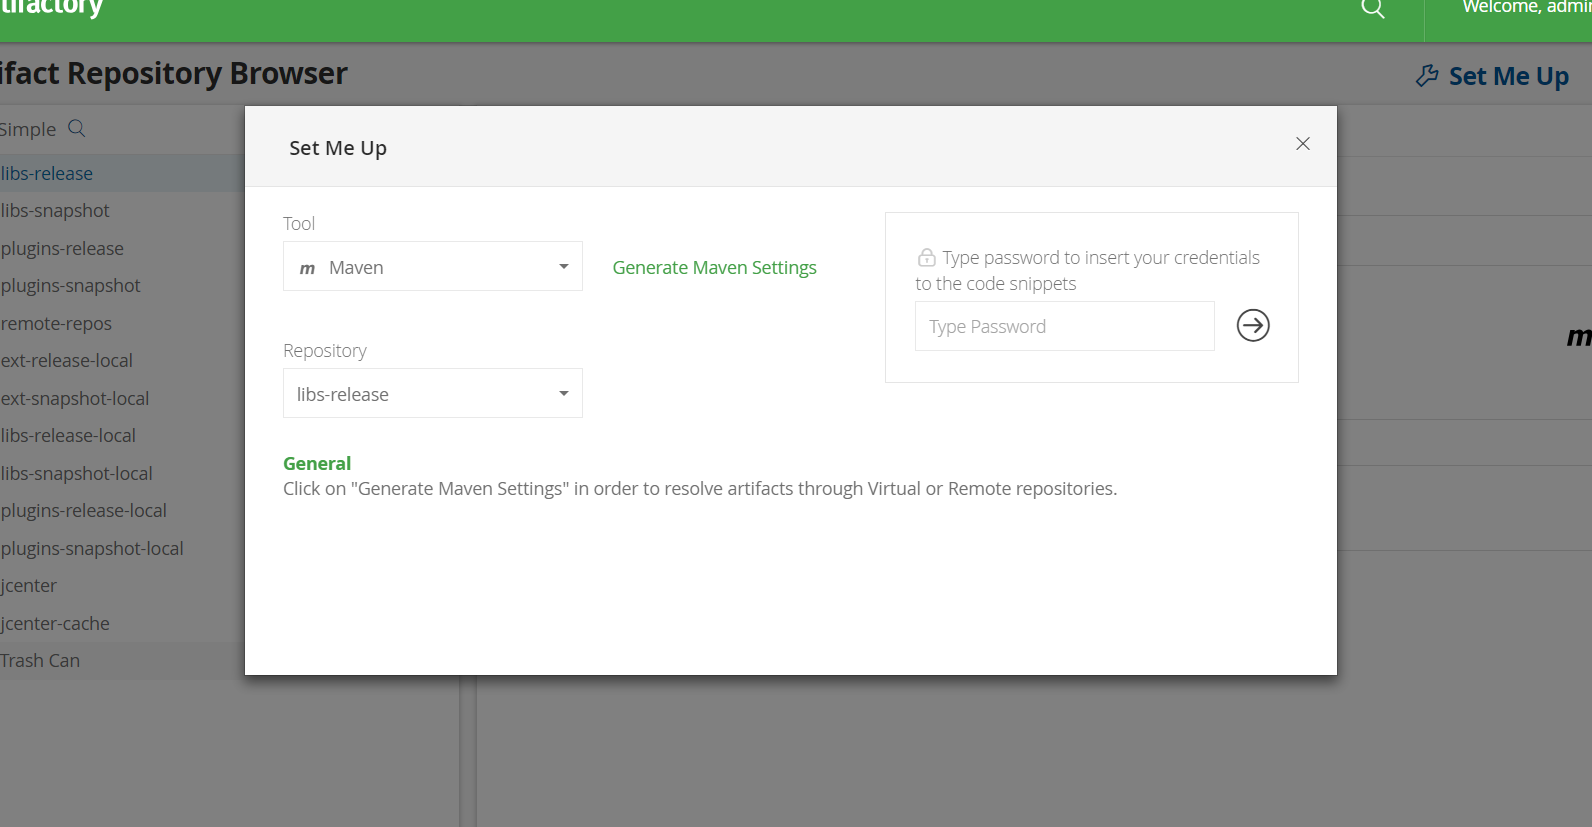 tifactory
Welcome, admin
ifact Repository Browser
Set Me Up
Simple
libs-release
libs-snapshot
plugins-release
plugins-snapshot
remote-repos
ext-release-local
ext-snapshot-local
libs-release-local
libs-snapshot-local
plugins-release-local
plugins-snapshot-local
jcenter
jcenter-cache
Trash Can
Set Me Up
Tool
m Maven
Generate Maven Settings
Type password to insert your credentials
to the code snippets
Type Password
Repository
libs-release
General
Click on "Generate Maven Settings" in order to resolve artifacts through Virtual or Remote repositories.
m